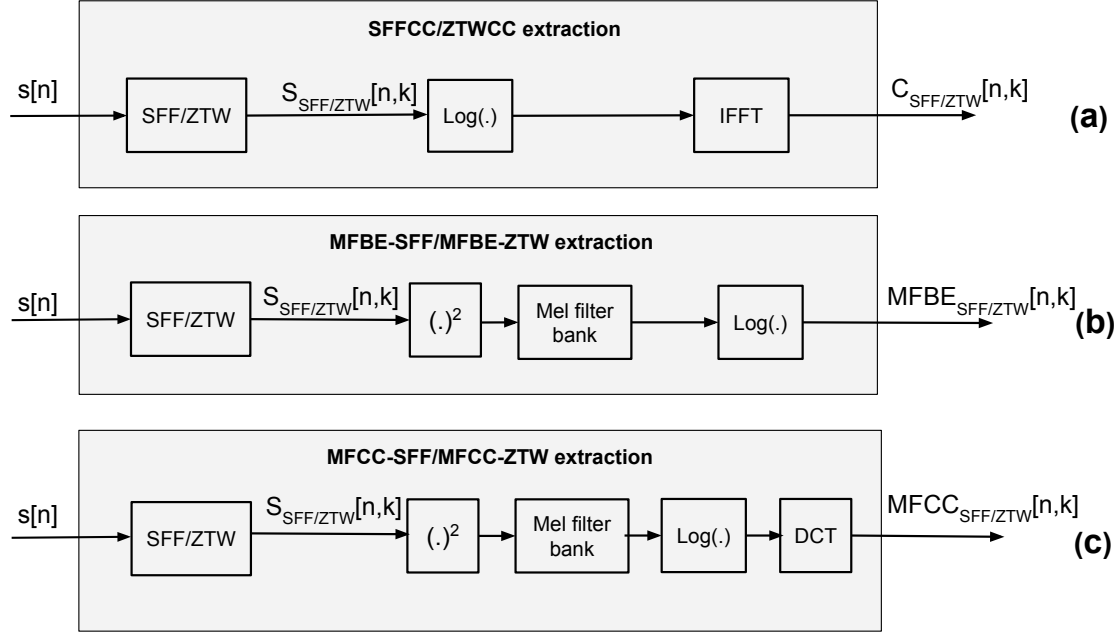 SFFCC/ZTWCC extraction
s[n]
SFF/ZTW
S_SFF/ZTW[n,k]
Log(.)
IFFT
C_SFF/ZTW[n,k]
(a)
MFBE-SFF/MFBE-ZTW extraction
s[n]
SFF/ZTW
S_SFF/ZTW[n,k]
(.)²
Mel filter
bank
Log(.)
MFBE_SFF/ZTW[n,k]
(b)
MFCC-SFF/MFCC-ZTW extraction
s[n]
SFF/ZTW
S_SFF/ZTW[n,k]
(.)²
Mel filter
bank
Log(.)
DCT
MFCC_SFF/ZTW[n,k]
(c)